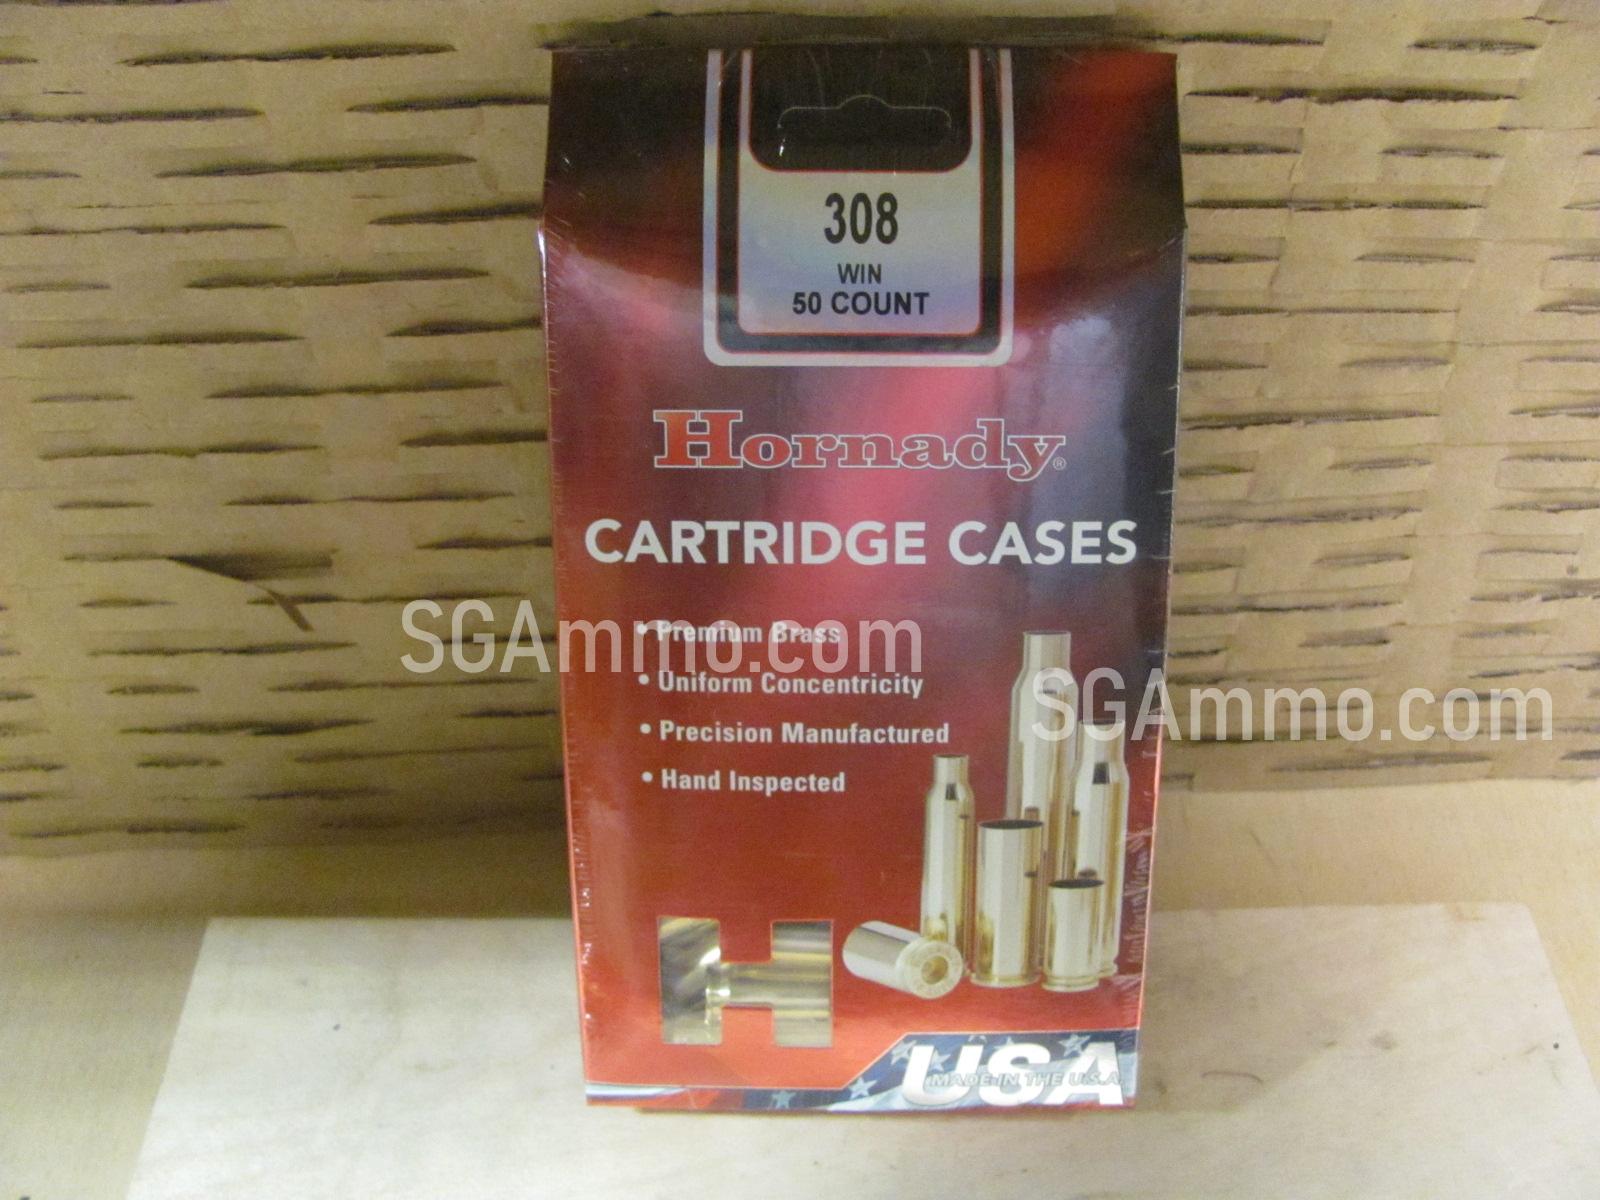 308
WIN
50 COUNT
Hornady®
CARTRIDGE CASES
• Premium Brass
SGAmmo.com
• Uniform Concentricity
SGAmmo.com
• Precision Manufactured
• Hand Inspected
USA
MADE IN THE U.S.A.